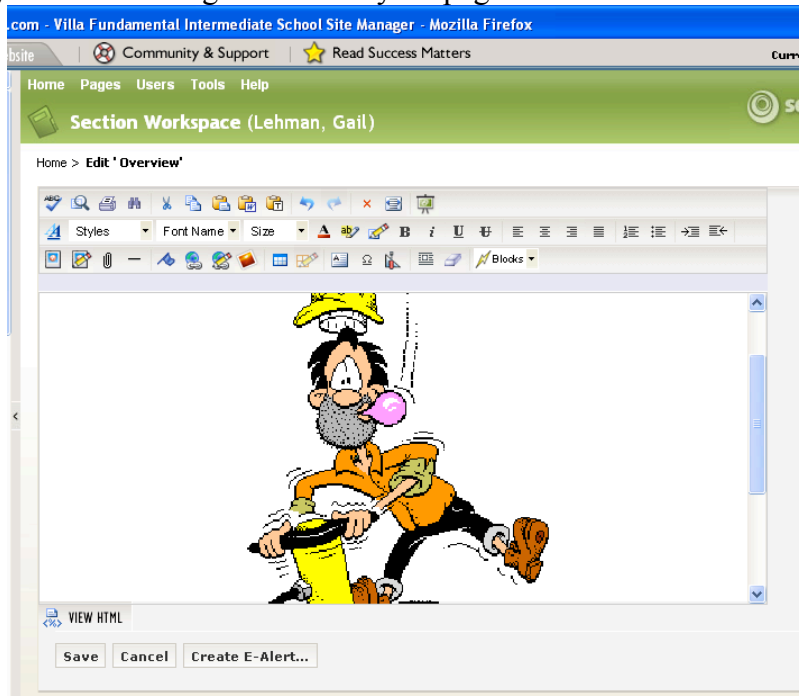 .com - Villa Fundamental Intermediate School Site Manager - Mozilla Firefox
Community & Support Read Success Matters
Home Pages Users Tools Help
Section Workspace (Lehman, Gail)
Home > Edit ' Overview'
Styles Font Name Size A B i U
Blocks
VIEW HTML
Save Cancel Create E-Alert...